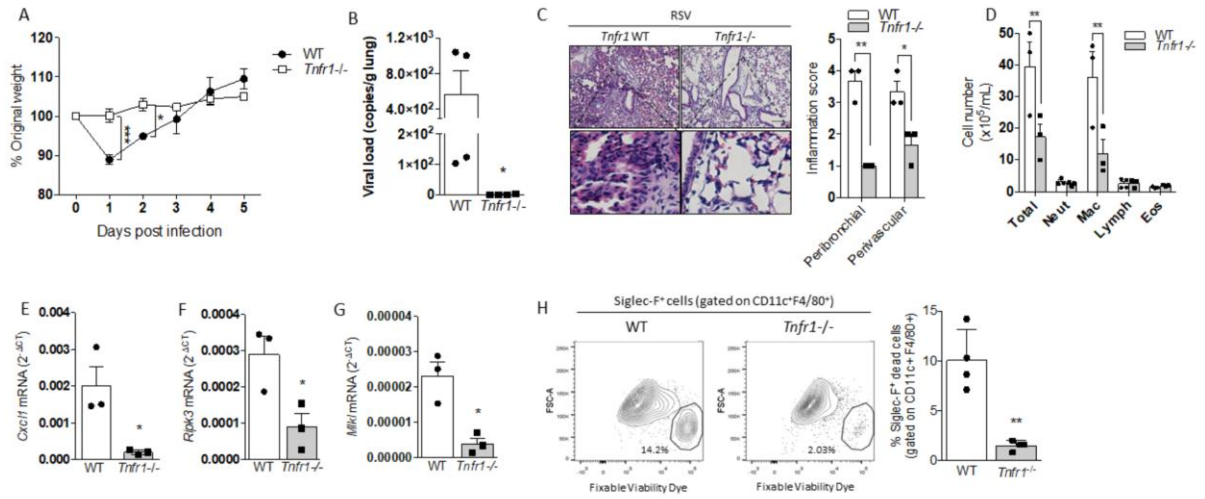 A
120
110
100
90
80
% Original weight
WT
Tnfr1-/-
***
*
0 1 2 3 4 5
Days post infection
B
Viral load (copies/g lung)
1.2×10³
8.0×10²
4.0×10²
2×10²
1×10²
0
*
WT Tnfr1-/-
C
RSV
Tnfr1 WT Tnfr1-/-
WT
Tnfr1-/-
Inflammation score
5
4
3
2
1
0
** *
Peribronchial Perivascular
D
WT
Tnfr1-/-
Cell number
(x10⁵/mL)
50
40
30
20
10
0
** **
Total Neut Mac Lymph Eos
E
Cxcl1 mRNA (2-ΔCT)
0.004
0.003
0.002
0.001
0.000
*
WT Tnfr1-/-
F
Ripk3 mRNA (2-ΔCT)
0.0004
0.0003
0.0002
0.0001
0.0000
*
WT Tnfr1-/-
G
Mlkl mRNA (2-ΔCT)
0.00004
0.00003
0.00002
0.00001
0.00000
*
WT Tnfr1-/-
H
Siglec-F⁺ cells (gated on CD11c⁺F4/80⁺)
WT Tnfr1-/-
FSC-A FSC-A
14.2% 2.03%
Fixable Viability Dye Fixable Viability Dye
% Siglec-F⁺ dead cells
(gated on CD11c+ F4/80+)
15
10
5
0
**
WT Tnfr1-/-